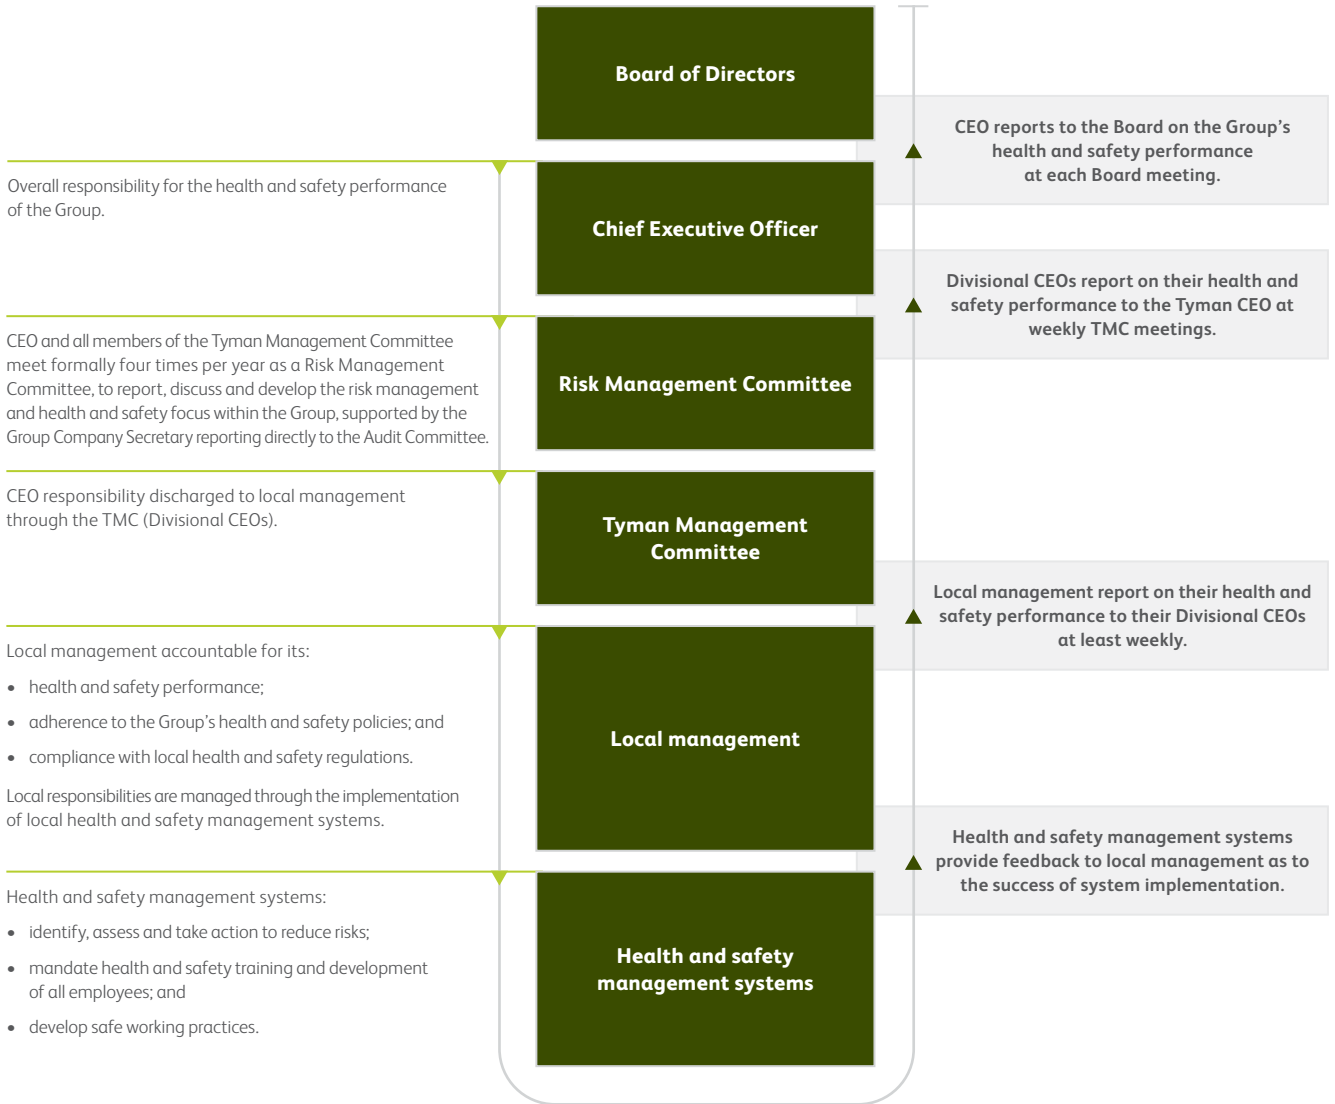 Board of Directors
CEO reports to the Board on the Group’s
health and safety performance
at each Board meeting.
Overall responsibility for the health and safety performance
of the Group.
Chief Executive Officer
Divisional CEOs report on their health and
safety performance to the Tyman CEO at
weekly TMC meetings.
CEO and all members of the Tyman Management Committee
meet formally four times per year as a Risk Management
Committee, to report, discuss and develop the risk management
and health and safety focus within the Group, supported by the
Group Company Secretary reporting directly to the Audit Committee.
Risk Management Committee
CEO responsibility discharged to local management
through the TMC (Divisional CEOs).
Tyman Management
Committee
Local management report on their health and
safety performance to their Divisional CEOs
at least weekly.
Local management accountable for its:
• health and safety performance;
• adherence to the Group’s health and safety policies; and
• compliance with local health and safety regulations.
Local responsibilities are managed through the implementation
of local health and safety management systems.
Local management
Health and safety management systems
provide feedback to local management as to
the success of system implementation.
Health and safety management systems:
• identify, assess and take action to reduce risks;
• mandate health and safety training and development
of all employees; and
• develop safe working practices.
Health and safety
management systems